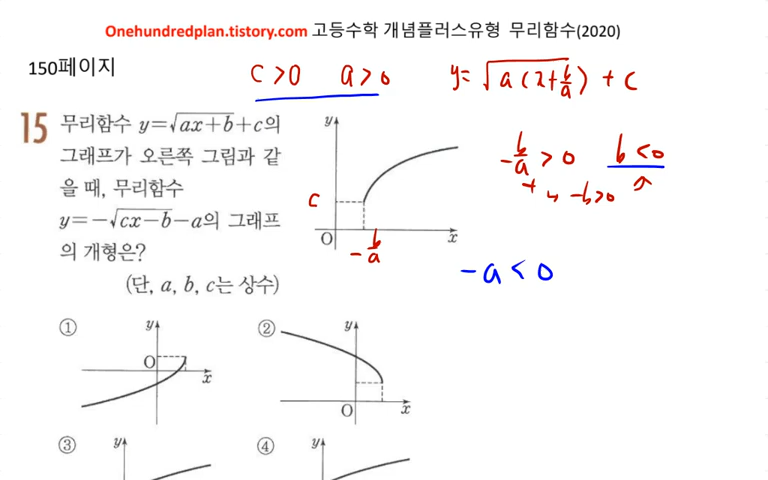 Onehundredplan.tistory.com 고등수학 개념플러스유형 무리함수(2020)
150페이지
c>0 a>0 y=√a(x+b/a) + c
15 무리함수 y=√ax+b+c의
그래프가 오른쪽 그림과 같
을 때, 무리함수
y=-√cx-b-a의 그래프
의 개형은?
(단, a, b, c는 상수)
y
c
O
x
-b/a
-b/a>0 b<0
+ -b>0
-a<0
①
y
O
x
②
y
O
x
③
y
④
y